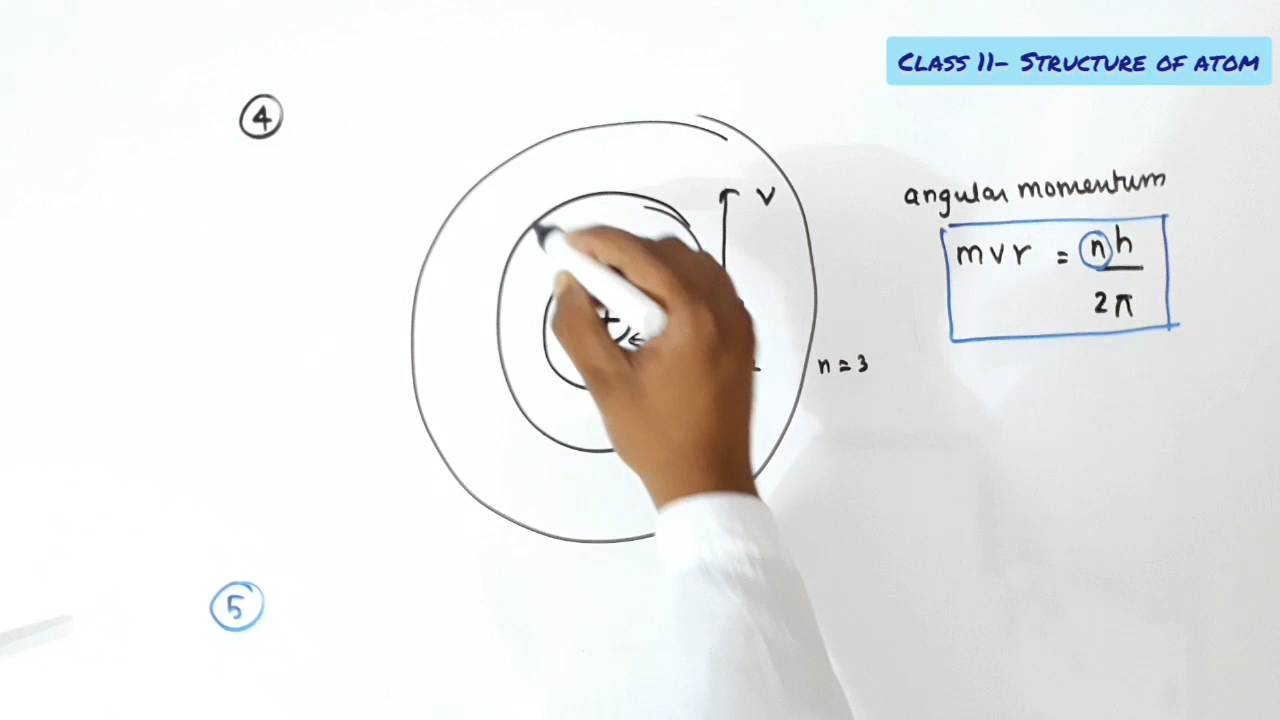 CLASS 11- STRUCTURE OF ATOM
4
v
angular momentum
mvr = nh
2π
n = 3
5